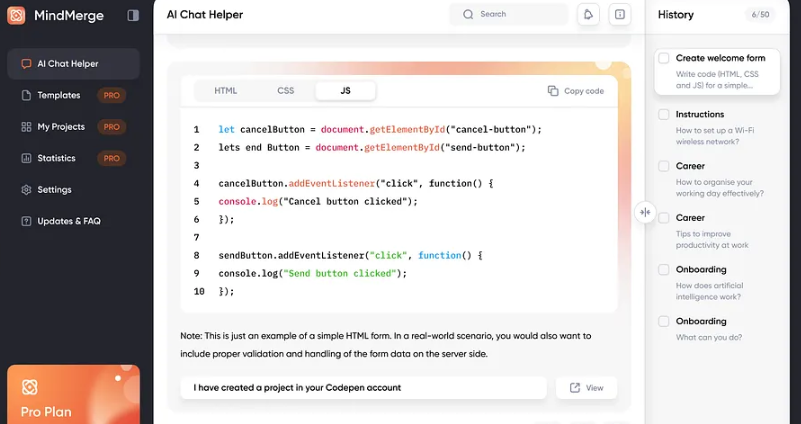 MindMerge
AI Chat Helper
Templates PRO
My Projects PRO
Statistics PRO
Settings
Updates & FAQ
Pro Plan
AI Chat Helper
Search
HTML CSS JS
Copy code
1 let cancelButton = document.getElementById("cancel-button");
2 lets end Button = document.getElementById("send-button");
3
4 cancelButton.addEventListener("click", function() {
5 console.log("Cancel button clicked");
6 });
7
8 sendButton.addEventListener("click", function() {
9 console.log("Send button clicked");
10 });
Note: This is just an example of a simple HTML form. In a real-world scenario, you would also want to
include proper validation and handling of the form data on the server side.
I have created a project in your Codepen account
View
History 6/50
Create welcome form
Write code (HTML, CSS
and JS) for a simple...
Instructions
How to set up a Wi-Fi
wireless network?
Career
How to organise your
working day effectively?
Career
Tips to improve
productivity at work
Onboarding
How does artificial
intelligence work?
Onboarding
What can you do?